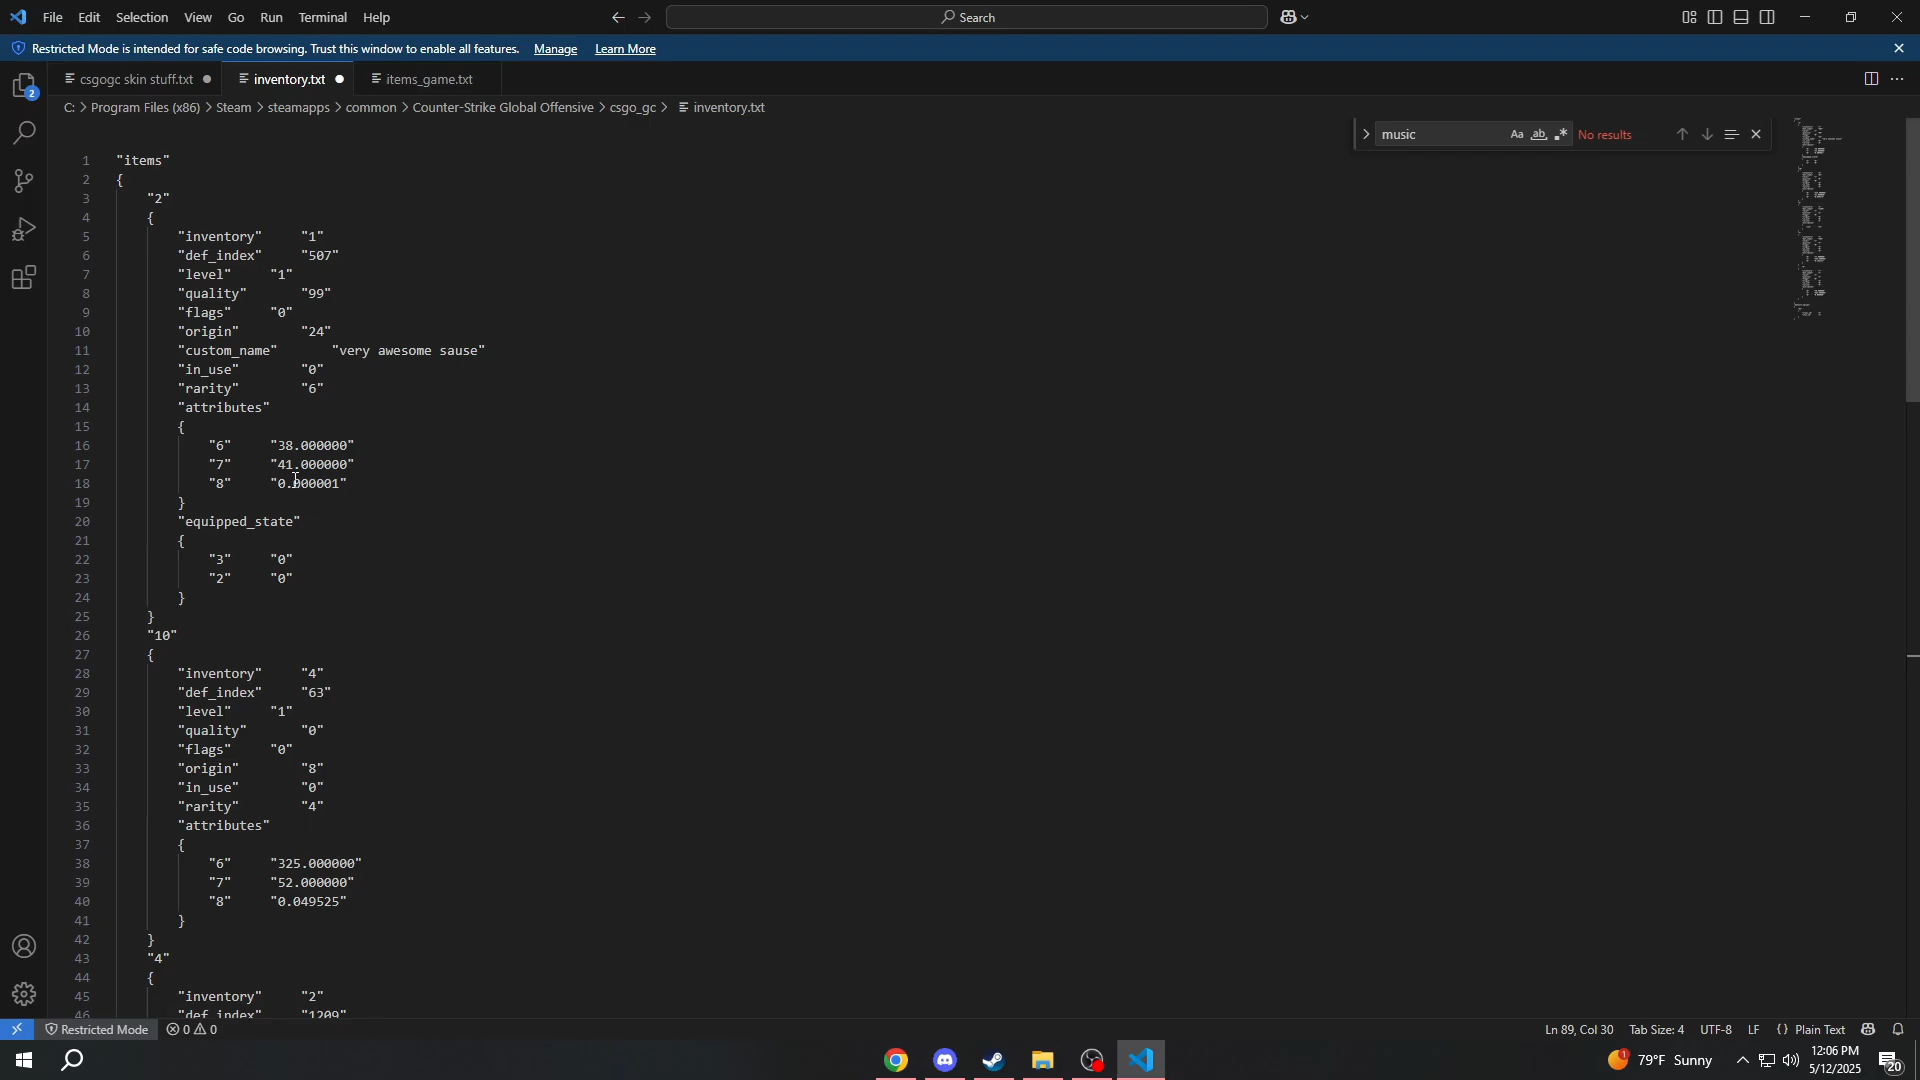 File Edit Selection View Go Run Terminal Help
Search
Restricted Mode is intended for safe code browsing. Trust this window to enable all features. Manage Learn More
csgogc skin stuff.txt
inventory.txt
items_game.txt
C: > Program Files (x86) > Steam > steamapps > common > Counter-Strike Global Offensive > csgo_gc > inventory.txt
music Aa ab .* No results
1 "items"
2 {
3 "2"
4 {
5 "inventory" "1"
6 "def_index" "507"
7 "level" "1"
8 "quality" "99"
9 "flags" "0"
10 "origin" "24"
11 "custom_name" "very awesome sause"
12 "in_use" "0"
13 "rarity" "6"
14 "attributes"
15 {
16 "6" "38.000000"
17 "7" "41.000000"
18 "8" "0.000001"
19 }
20 "equipped_state"
21 {
22 "3" "0"
23 "2" "0"
24 }
25 }
26 "10"
27 {
28 "inventory" "4"
29 "def_index" "63"
30 "level" "1"
31 "quality" "0"
32 "flags" "0"
33 "origin" "8"
34 "in_use" "0"
35 "rarity" "4"
36 "attributes"
37 {
38 "6" "325.000000"
39 "7" "52.000000"
40 "8" "0.049525"
41 }
42 }
43 "4"
44 {
45 "inventory" "2"
46 "def_index" "1209"
2
Restricted Mode 0 0 Ln 89, Col 30 Tab Size: 4 UTF-8 LF {} Plain Text
79°F Sunny
12:06 PM
5/12/2025
20